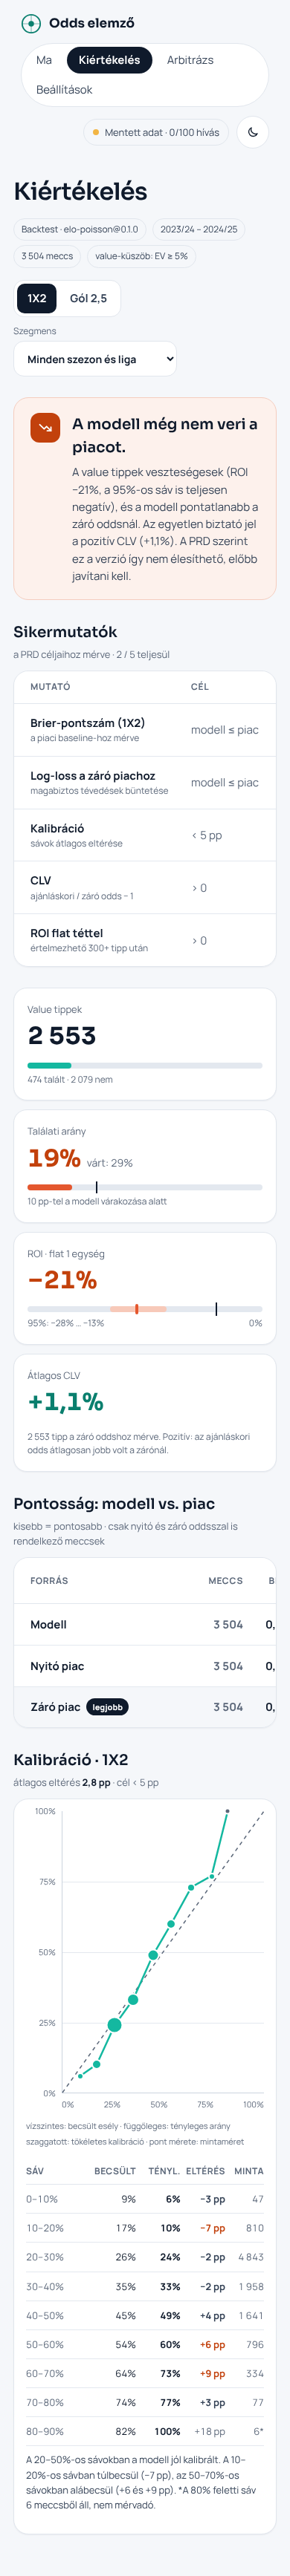 Odds elemző
Ma Kiértékelés Arbitrázs
Beállítások
Mentett adat · 0/100 hívás
Kiértékelés
Backtest · elo-poisson@0.1.0 2023/24 – 2024/25
3 504 meccs value-küszöb: EV ≥ 5%
1X2 Gól 2,5
Szegmens
Minden szezon és liga
A modell még nem veri a
piacot.
A value tippek veszteségesek (ROI
−21%, a 95%-os sáv is teljesen
negatív), és a modell pontatlanabb a
záró oddsnál. Az egyetlen biztató jel
a pozitív CLV (+1,1%). A PRD szerint
ez a verzió így nem élesíthető, előbb
javítani kell.
Sikermutatók
a PRD céljaihoz mérve · 2 / 5 teljesül
MUTATÓ CÉL
Brier-pontszám (1X2) modell ≤ piac
a piaci baseline-hoz mérve
Log-loss a záró piachoz modell ≤ piac
magabiztos tévedések büntetése
Kalibráció < 5 pp
sávok átlagos eltérése
CLV > 0
ajánláskori / záró odds − 1
ROI flat téttel > 0
értelmezhető 300+ tipp után
Value tippek
2 553
474 talált · 2 079 nem
Találati arány
19% várt: 29%
10 pp-tel a modell várakozása alatt
ROI · flat 1 egység
−21%
95%: −28% … −13% 0%
Átlagos CLV
+1,1%
2 553 tipp a záró oddshoz mérve. Pozitív: az ajánláskori
odds átlagosan jobb volt a zárónál.
Pontosság: modell vs. piac
kisebb = pontosabb · csak nyitó és záró oddsszal is
rendelkező meccsek
FORRÁS MECCS
Modell 3 504 0,
Nyitó piac 3 504 0,
Záró piac legjobb 3 504 0,
Kalibráció · 1X2
átlagos eltérés 2,8 pp · cél < 5 pp
100%
75%
50%
25%
0%
0% 25% 50% 75% 100%
vízszintes: becsült esély · függőleges: tényleges arány
szaggatott: tökéletes kalibráció · pont mérete: mintaméret
SÁV BECSÜLT TÉNYL. ELTÉRÉS MINTA
0–10% 9% 6% −3 pp 47
10–20% 17% 10% −7 pp 810
20–30% 26% 24% −2 pp 4 843
30–40% 35% 33% −2 pp 1 958
40–50% 45% 49% +4 pp 1 641
50–60% 54% 60% +6 pp 796
60–70% 64% 73% +9 pp 334
70–80% 74% 77% +3 pp 77
80–90% 82% 100% +18 pp 6*
A 20–50%-os sávokban a modell jól kalibrált. A 10–
20%-os sávban túlbecsül (−7 pp), az 50–70%-os
sávokban alábecsül (+6 és +9 pp). *A 80% feletti sáv
6 meccsből áll, nem mérvadó.